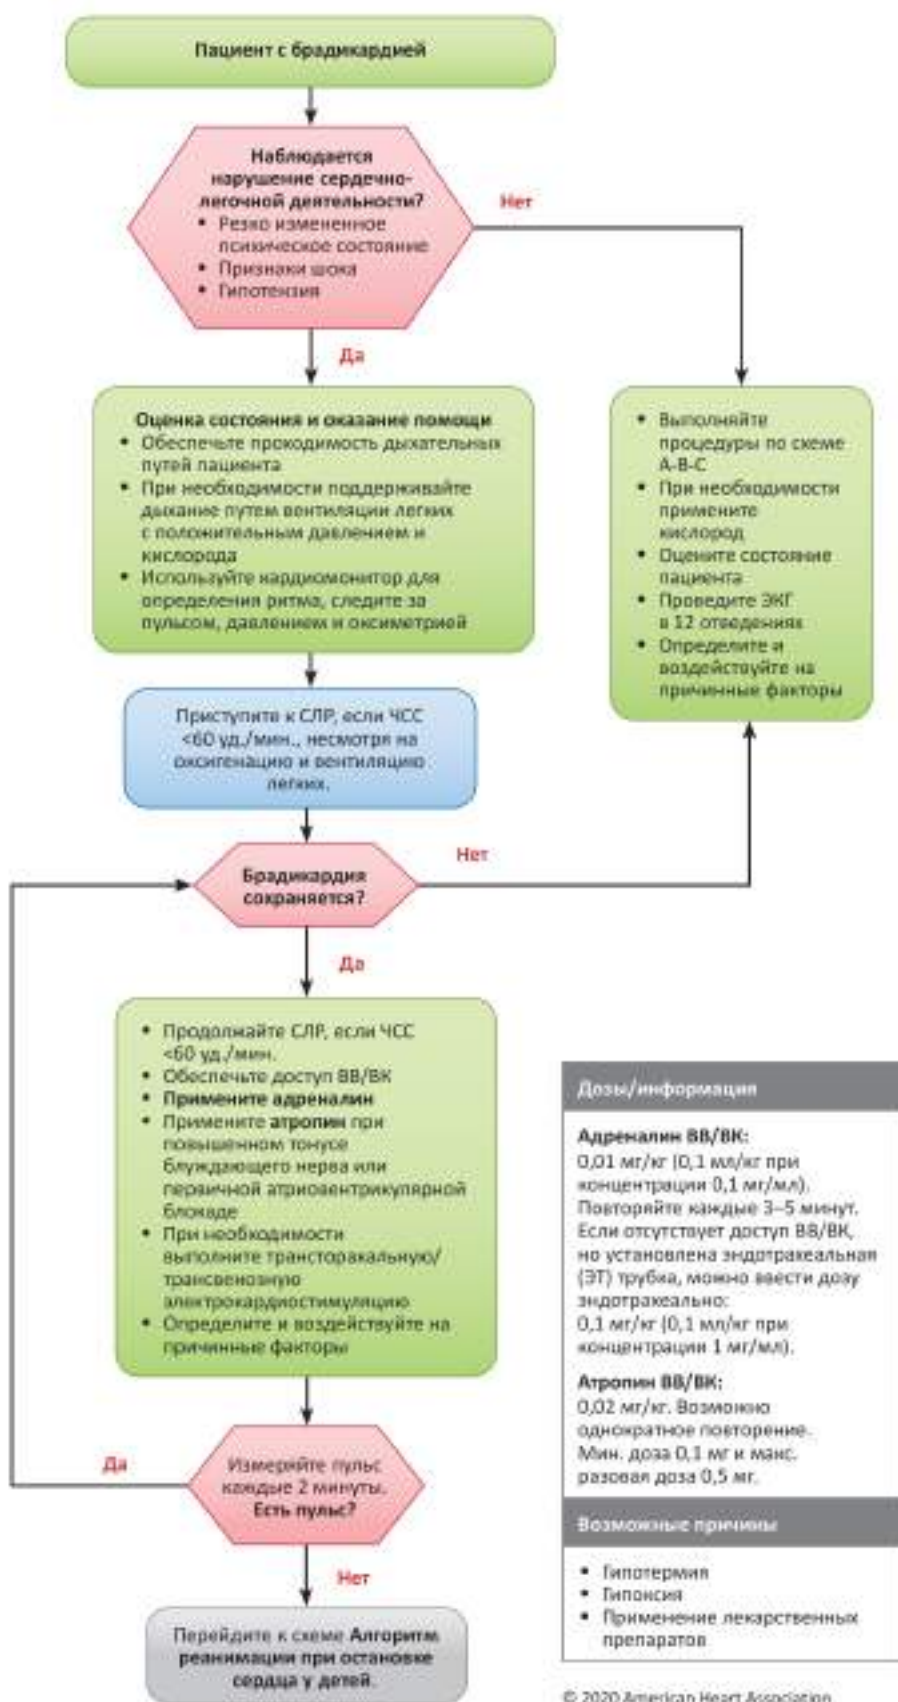 Пациент с брадикардией
Наблюдается
нарушение сердечно-
легочной деятельности?
• Резко измененное
психическое состояние
• Признаки шока
• Гипотензия
Нет
Да
Оценка состояния и оказание помощи
• Обеспечьте проходимость дыхательных
путей пациента
• При необходимости поддерживайте
дыхание путем вентиляции легких
с положительным давлением и
кислорода
• Используйте кардиомонитор для
определения ритма, следите за
пульсом, давлением и оксиметрией
• Выполняйте
процедуры по схеме
A-B-C
• При необходимости
примените
кислород
• Оцените состояние
пациента
• Проведите ЭКГ
в 12 отведениях
• Определите и
воздействуйте на
причинные факторы
Приступите к СЛР, если ЧСС
<60 уд./мин., несмотря на
оксигенацию и вентиляцию
легких.
Брадикардия
сохраняется?
Нет
Да
• Продолжайте СЛР, если ЧСС
<60 уд./мин.
• Обеспечьте доступ ВВ/ВК
• Примените адреналин
• Примените атропин при
повышенном тонусе
блуждающего нерва или
первичной атриовентрикулярной
блокаде
• При необходимости
выполните трансторакальную/
трансвенозную
электрокардиостимуляцию
• Определите и воздействуйте на
причинные факторы
Измеряйте пульс
каждые 2 минуты.
Есть пульс?
Да
Нет
Перейдите к схеме Алгоритм
реанимации при остановке
сердца у детей.
Дозы/информация
Адреналин ВВ/ВК:
0,01 мг/кг (0,1 мл/кг при
концентрации 0,1 мг/мл).
Повторяйте каждые 3–5 минут.
Если отсутствует доступ ВВ/ВК,
но установлена эндотрахеальная
(ЭТ) трубка, можно ввести дозу
эндотрахеально:
0,1 мг/кг (0,1 мл/кг при
концентрации 1 мг/мл).
Атропин ВВ/ВК:
0,02 мг/кг. Возможно
однократное повторение.
Мин. доза 0,1 мг и макс.
разовая доза 0,5 мг.
Возможные причины
• Гипотермия
• Гипоксия
• Применение лекарственных
препаратов
© 2020 American Heart Association